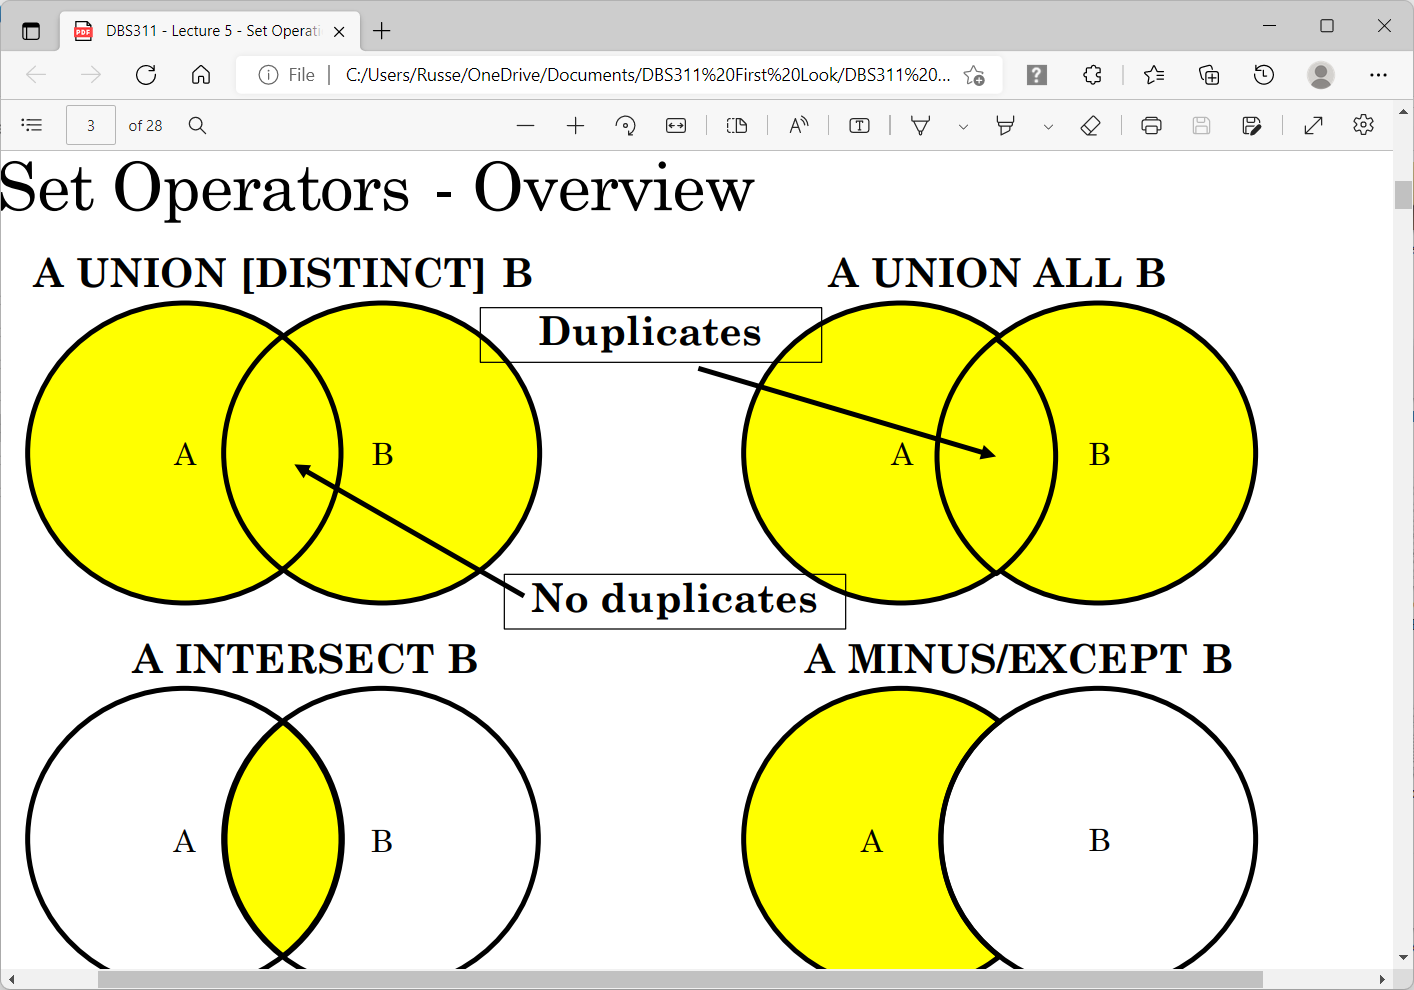 DBS311 - Lecture 5 - Set Operati
File
C:/Users/Russe/OneDrive/Documents/DBS311%20First%20Look/DBS311%20...
3 of 28
Set Operators - Overview
A UNION [DISTINCT] B
A UNION ALL B
Duplicates
A
B
A
B
No duplicates
A INTERSECT B
A MINUS/EXCEPT B
A
B
A
B